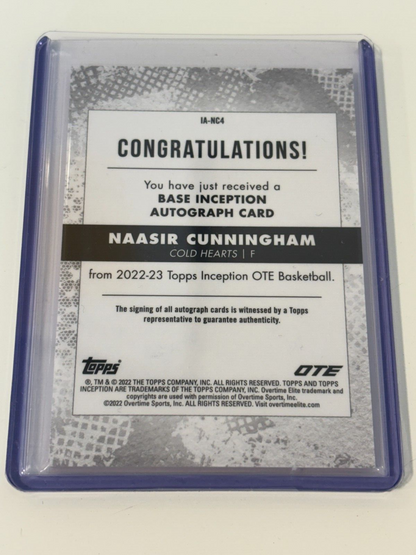 IA-NC4
CONGRATULATIONS!
You have just received a
BASE INCEPTION
AUTOGRAPH CARD
NAASIR CUNNINGHAM
COLD HEARTS | F
from 2022-23 Topps Inception OTE Basketball.
The signing of all autograph cards is witnessed by a Topps
representative to guarantee authenticity.
Topps OTE
®, TM & © 2022 THE TOPPS COMPANY, INC. ALL RIGHTS RESERVED. TOPPS AND TOPPS
INCEPTION ARE TRADEMARKS OF THE TOPPS COMPANY, INC. Overtime Elite trademark and
copyrights are used with permission of Overtime Sports, Inc.
©2022 Overtime Sports, Inc. ALL RIGHTS RESERVED. Visit overtimeelite.com